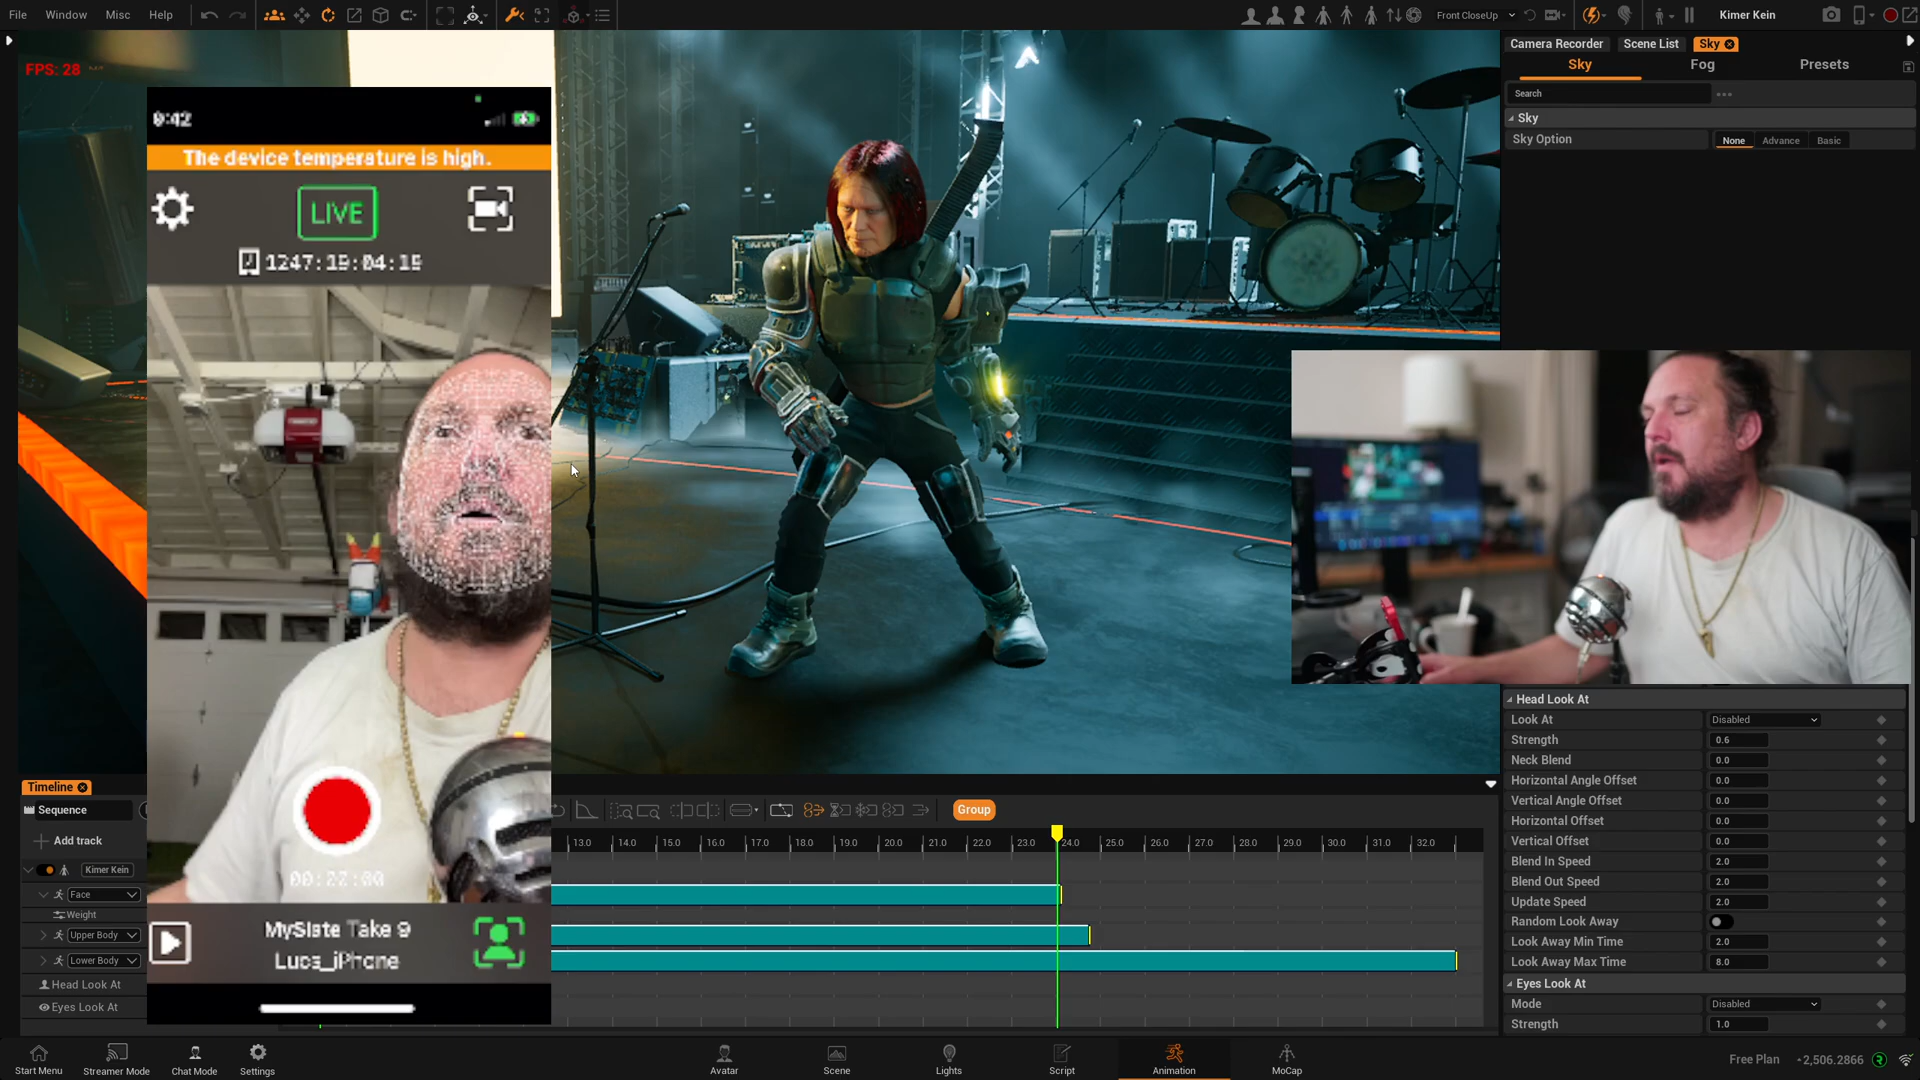 File Window Misc Help
Front CloseUp
Kimer Kein
FPS: 28
8:42
The device temperature is high.
LIVE
1247:19:04:19
00:22:00
MySlate Take 9
Lucs_iPhone
Camera Recorder Scene List Sky
Sky Fog Presets
Search
Sky
Sky Option None Advance Basic
Head Look At
Look At Disabled
Strength 0.6
Neck Blend 0.0
Horizontal Angle Offset 0.0
Vertical Angle Offset 0.0
Horizontal Offset 0.0
Vertical Offset 0.0
Blend In Speed 2.0
Blend Out Speed 2.0
Update Speed 2.0
Random Look Away
Look Away Min Time 2.0
Look Away Max Time 8.0
Eyes Look At
Mode Disabled
Strength 1.0
Timeline
Sequence
Group
Add track
13.0 14.0 15.0 16.0 17.0 18.0 19.0 20.0 21.0 22.0 23.0 24.0 25.0 26.0 27.0 28.0 29.0 30.0 31.0 32.0
Kimer Kein
Face
Weight
Upper Body
Lower Body
Head Look At
Eyes Look At
Start Menu Streamer Mode Chat Mode Settings Avatar Scene Lights Script Animation MoCap
Free Plan 2,506.2866